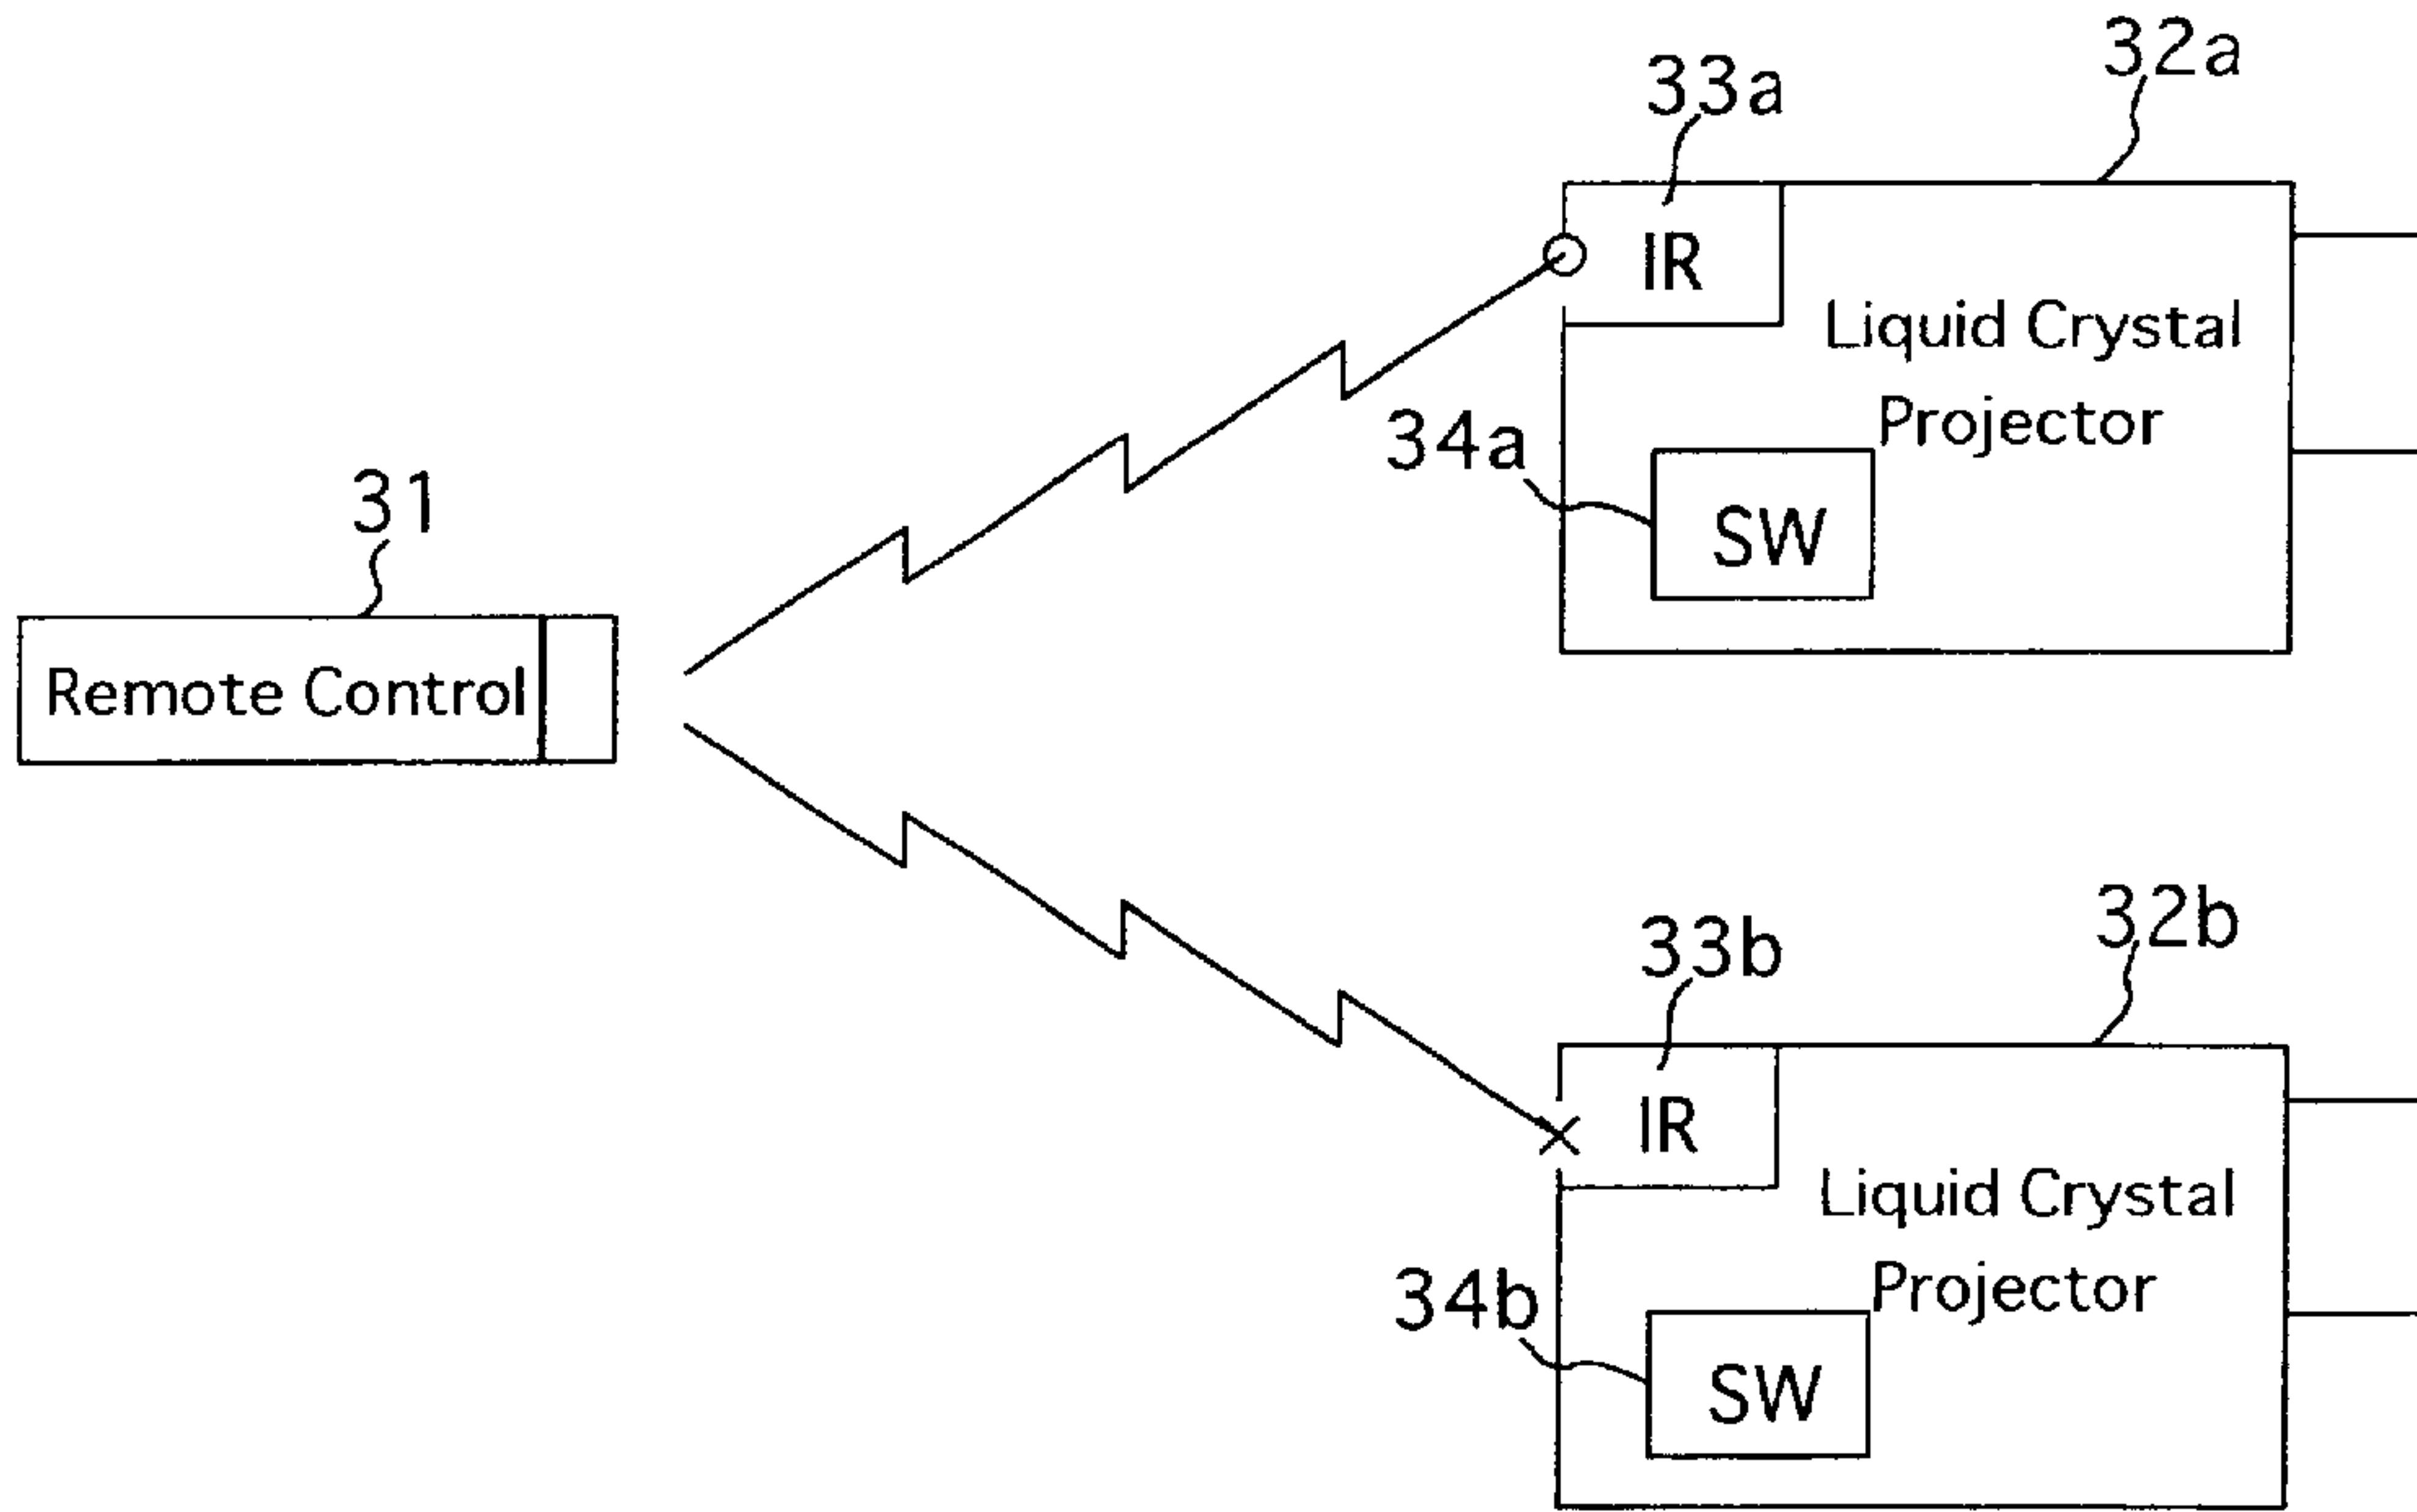 32a
33a
IR
Liquid Crystal
Projector
34a
SW
31
Remote Control
32b
33b
IR
Liquid Crystal
Projector
34b
SW